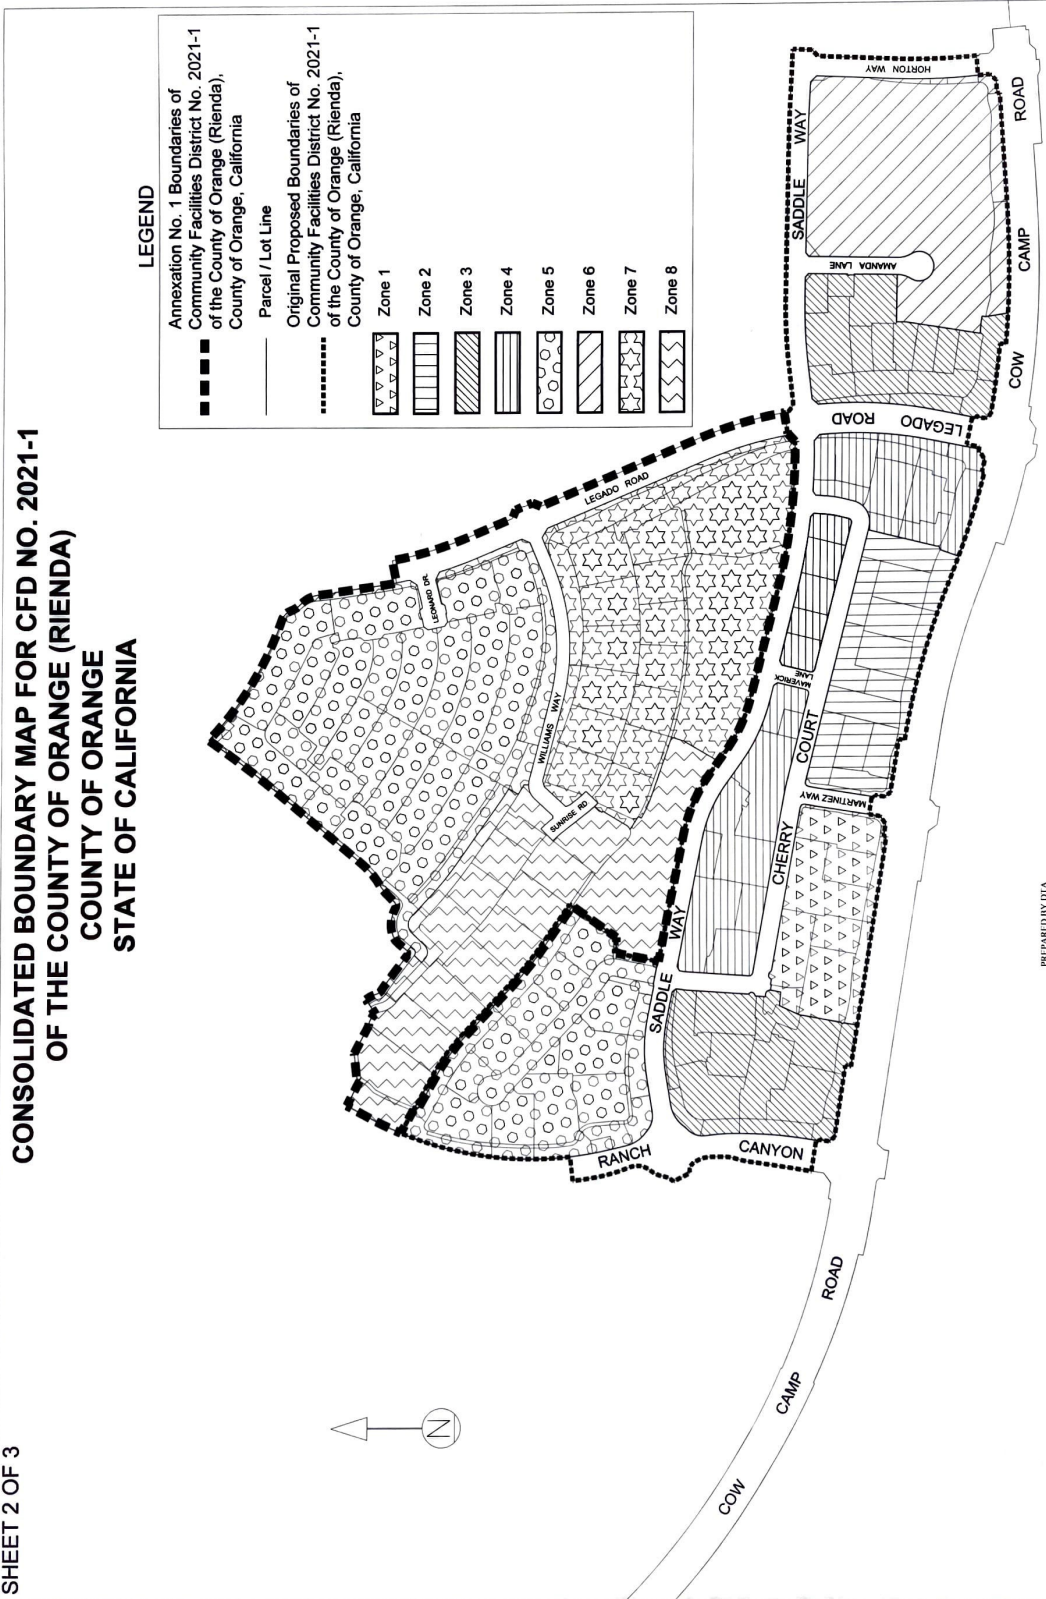 SHEET 2 OF 3
CONSOLIDATED BOUNDARY MAP FOR CFD NO. 2021-1
OF THE COUNTY OF ORANGE (RIENDA)
COUNTY OF ORANGE
STATE OF CALIFORNIA
LEGEND
Annexation No. 1 Boundaries of
Community Facilities District No. 2021-1
of the County of Orange (Rienda),
County of Orange, California
Parcel / Lot Line
Original Proposed Boundaries of
Community Facilities District No. 2021-1
of the County of Orange (Rienda),
County of Orange, California
Zone 1
Zone 2
Zone 3
Zone 4
Zone 5
Zone 6
Zone 7
Zone 8
N
LEONARD DR.
LEGADO ROAD
WILLIAMS WAY
SUNRISE RD
SADDLE WAY
SADDLE WAY
HORTON WAY
AMANDA LANE
LEGADO ROAD
MAVERICK LANE
CHERRY COURT
MARTINEZ WAY
RANCH CANYON
COW CAMP ROAD
COW CAMP ROAD
PREPARED BY DTA